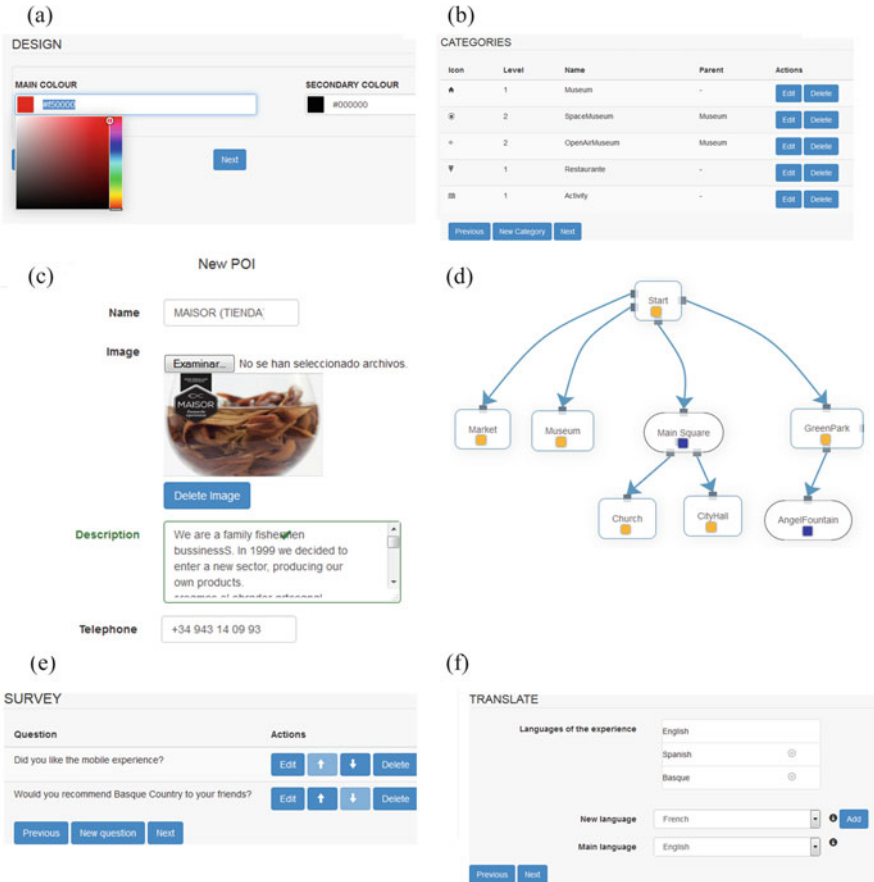 (a)
DESIGN
MAIN COLOUR
SECONDARY COLOUR
#f50000
#000000
Next
(b)
CATEGORIES
Icon Level Name Parent Actions
1 Museum - Edit Delete
2 SpaceMuseum Museum Edit Delete
2 OpenAirMuseum Museum Edit Delete
1 Restaurante - Edit Delete
1 Activity - Edit Delete
Previous New Category Next
(c)
New POI
Name MAISOR (TIENDA)
Image
Examinar... No se han seleccionado archivos.
MAISOR
Delete Image
Description
We are a family fishermen
bussinessS. In 1999 we decided to
enter a new sector, producing our
own products.
Telephone +34 943 14 09 93
(d)
Start
Market
Museum
Main Square
GreenPark
Church
CityHall
AngelFountain
(e)
SURVEY
Question Actions
Did you like the mobile experience? Edit Delete
Would you recommend Basque Country to your friends? Edit Delete
Previous New question Next
(f)
TRANSLATE
Languages of the experience
English
Spanish
Basque
New language French Add
Main language English
Previous Next